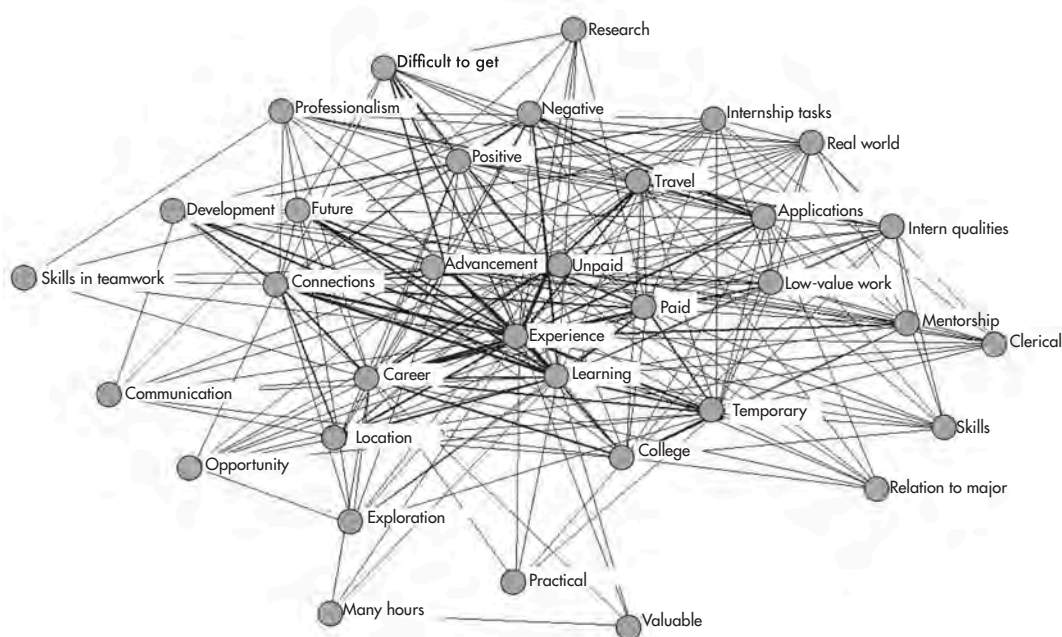 Research
Difficult to get
Professionalism
Negative
Internship tasks
Real world
Positive
Travel
Development
Future
Applications
Intern qualities
Skills in teamwork
Connections
Advancement
Unpaid
Low-value work
Paid
Mentorship
Experience
Clerical
Career
Learning
Communication
Temporary
Location
Skills
College
Opportunity
Relation to major
Exploration
Practical
Many hours
Valuable